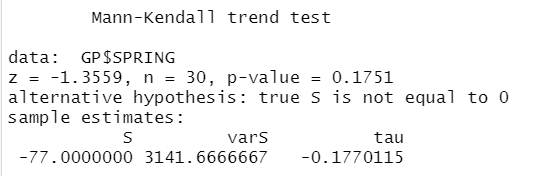 Mann-Kendall trend test
data: GP$SPRING
z = -1.3559, n = 30, p-value = 0.1751
alternative hypothesis: true S is not equal to 0
sample estimates:
S varS tau
-77.0000000 3141.6666667 -0.1770115